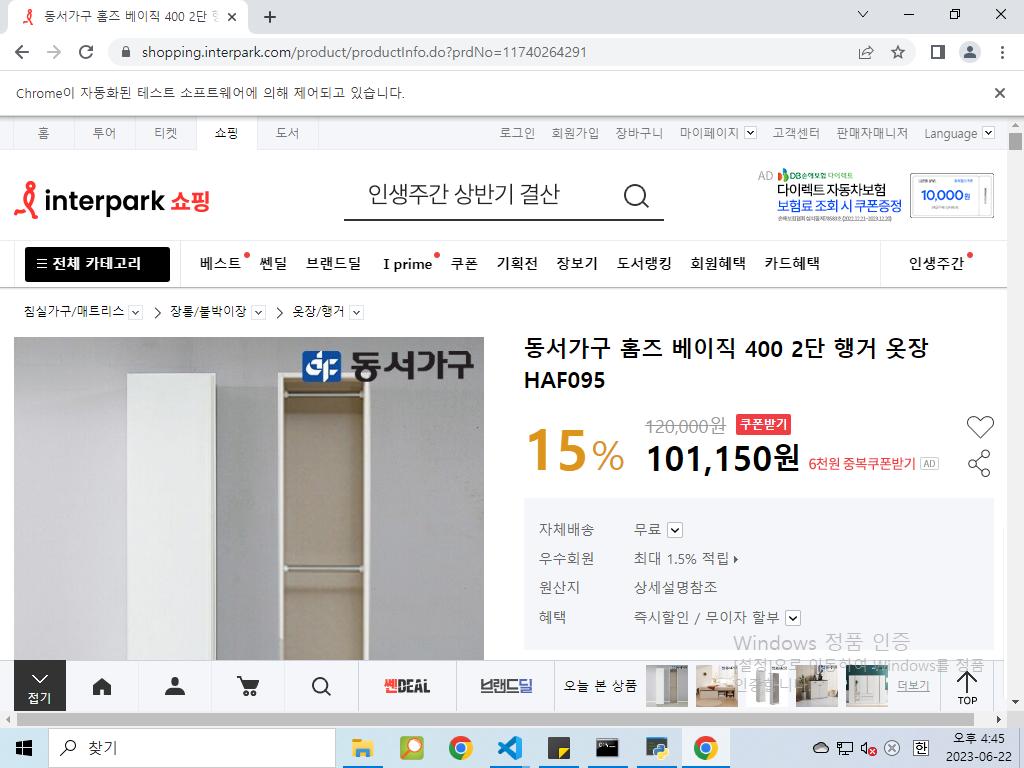 동서가구 홈즈 베이직 400 2단 행
shopping.interpark.com/product/productInfo.do?prdNo=11740264291
Chrome이 자동화된 테스트 소프트웨어에 의해 제어되고 있습니다.
홈 투어 티켓 쇼핑 도서 로그인 회원가입 장바구니 마이페이지 고객센터 판매자매니저 Language
interpark 쇼핑
인생주간 상반기 결산
AD DB손해보험 다이렉트
다이렉트 자동차보험
보험료 조회 시 쿠폰증정
10,000원
전체 카테고리 베스트 쎈딜 브랜드딜 I prime 쿠폰 기획전 장보기 도서랭킹 회원혜택 카드혜택 인생주간
침실가구/매트리스 장롱/붙박이장 옷장/행거
동서가구
동서가구 홈즈 베이직 400 2단 행거 옷장
HAF095
15% 120,000원 쿠폰받기
101,150원 6천원 중복쿠폰받기 AD
자체배송 무료
우수회원 최대 1.5% 적립
원산지 상세설명참조
혜택 즉시할인 / 무이자 할부
Windows 정품 인증
[설정]으로 이동하여 Windows를 정품
인증합니다.
접기 쎈DEAL 브랜드딜 오늘 본 상품 더보기 TOP
찾기
한
오후 4:45
2023-06-22